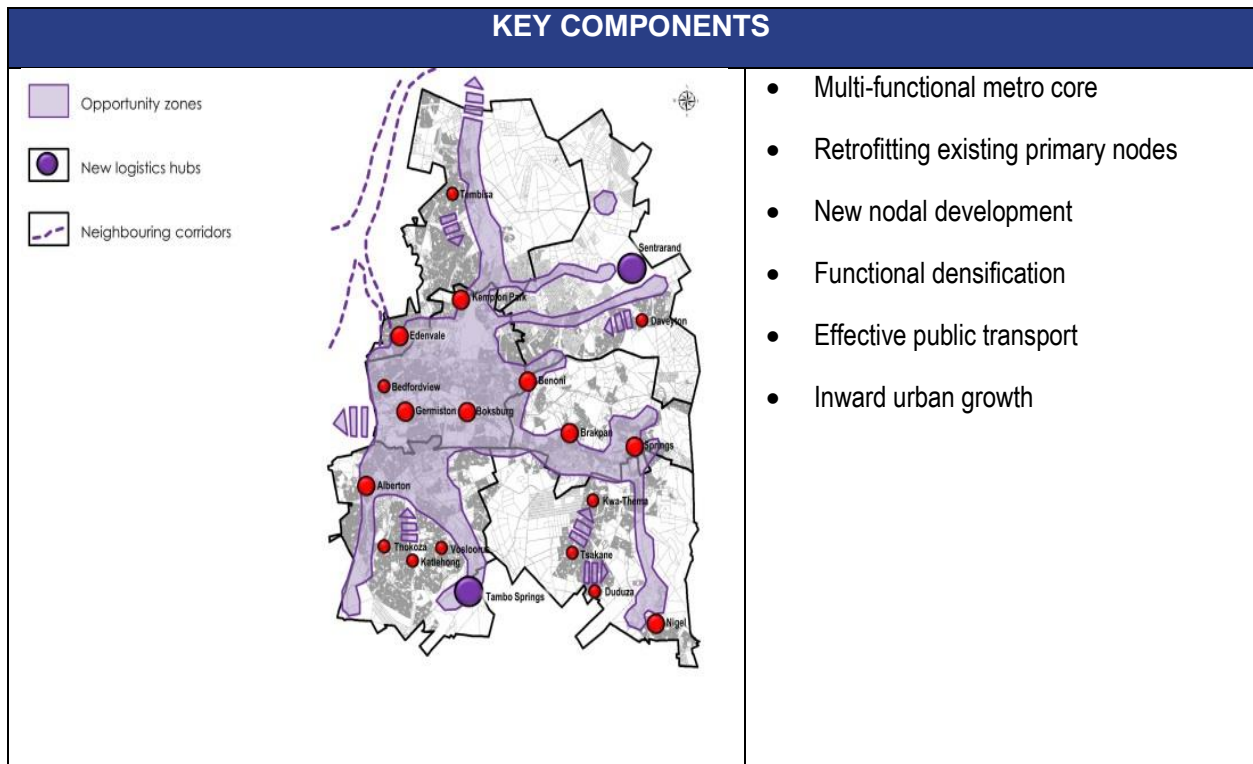 KEY COMPONENTS
Opportunity zones
New logistics hubs
Neighbouring corridors
Tembisa
Sentrarand
Kempton Park
Daveyton
Edenvale
Bedfordview
Benoni
Germiston
Boksburg
Brakpan
Springs
Alberton
Kwa-Thema
Thokoza
Vosloorus
Katlehong
Tsakane
Tambo Springs
Duduza
Nigel
• Multi-functional metro core
• Retrofitting existing primary nodes
• New nodal development
• Functional densification
• Effective public transport
• Inward urban growth